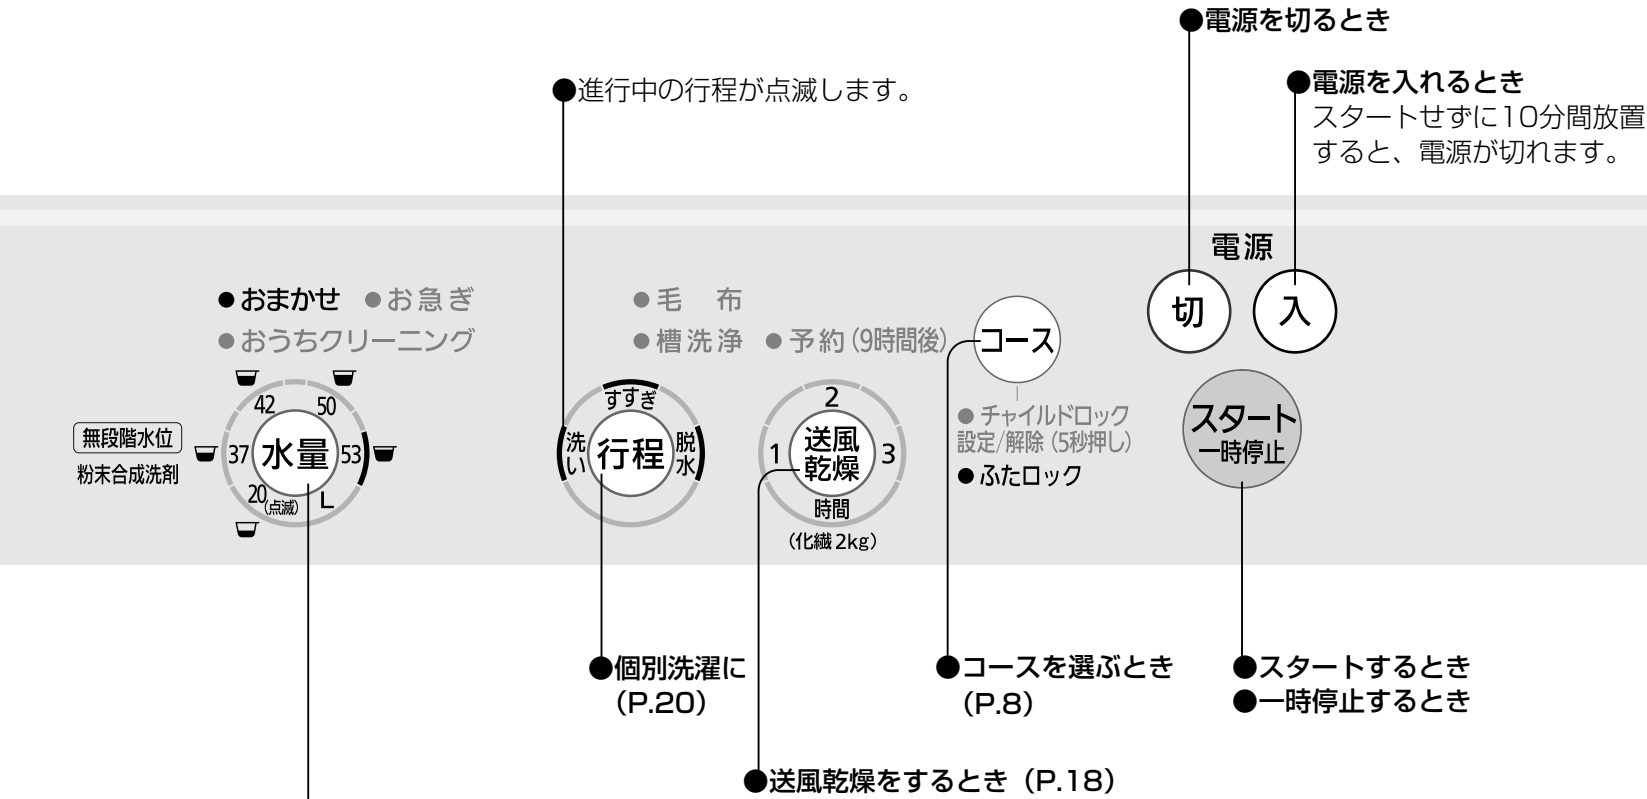 ●電源を切るとき
●電源を入れるとき
スタートせずに10分間放置
すると、電源が切れます。
●進行中の行程が点滅します。
電源
切
入
●おまかせ ●お急ぎ
●おうちクリーニング
●毛 布
●槽洗浄 ●予約(9時間後)
コース
42
50
無段階水位
37
水量
53
粉末合成洗剤
20
(点滅)
L
すすぎ
洗い
行程
脱水
2
1
送風
乾燥
3
時間
(化繊2kg)
●チャイルドロック
設定/解除(5秒押し)
●ふたロック
スタート
一時停止
●個別洗濯に
(P.20)
●コースを選ぶとき
(P.8)
●スタートするとき
●一時停止するとき
●送風乾燥をするとき(P.18)